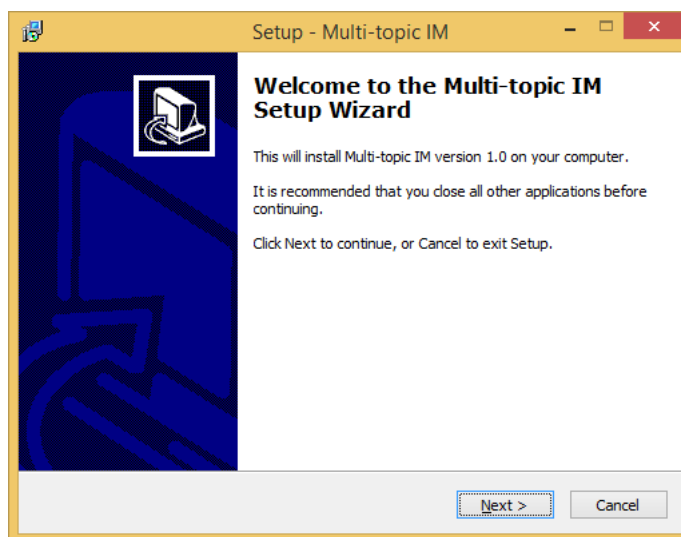 Setup - Multi-topic IM
Welcome to the Multi-topic IM
Setup Wizard
This will install Multi-topic IM version 1.0 on your computer.
It is recommended that you close all other applications before
continuing.
Click Next to continue, or Cancel to exit Setup.
Next >
Cancel